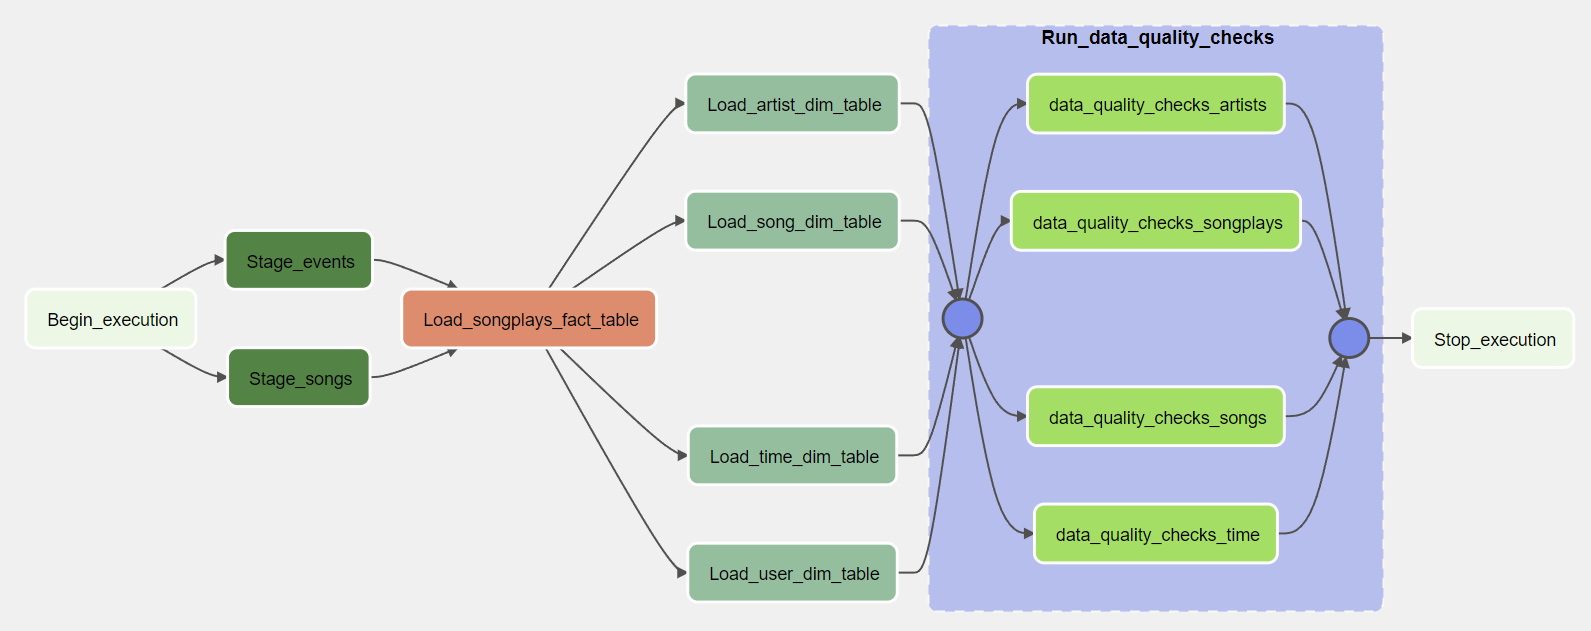 Run_data_quality_checks
Load_artist_dim_table
data_quality_checks_artists
Load_song_dim_table
data_quality_checks_songplays
Stage_events
Begin_execution
Load_songplays_fact_table
Stop_execution
Stage_songs
data_quality_checks_songs
Load_time_dim_table
data_quality_checks_time
Load_user_dim_table